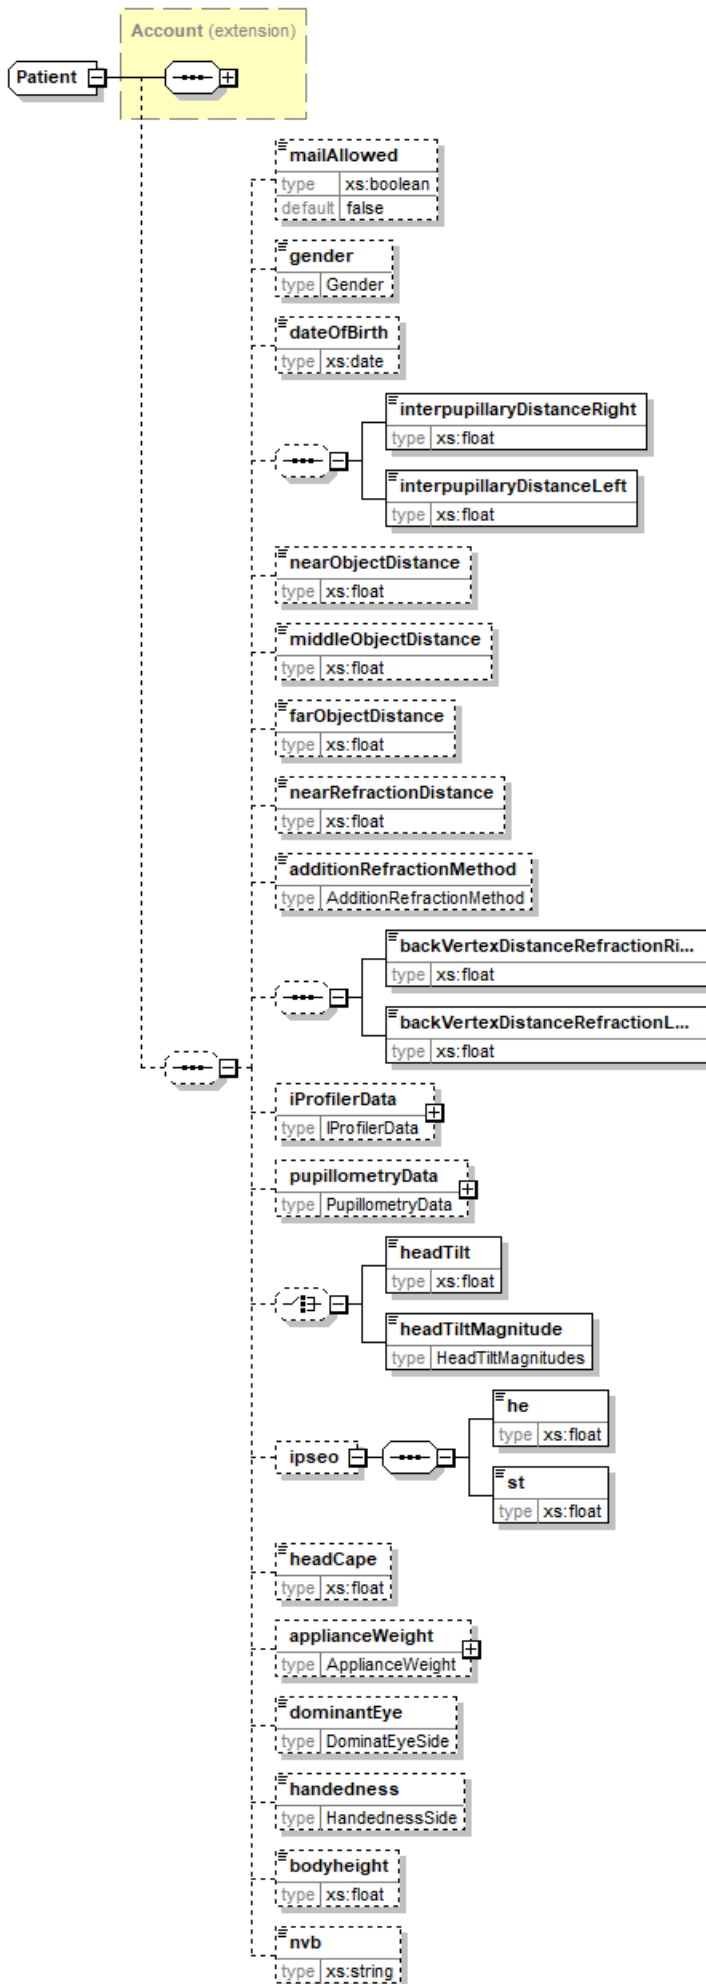 Account (extension)
Patient
mailAllowed
type xs:boolean
default false
gender
type Gender
dateOfBirth
type xs:date
interpupillaryDistanceRight
type xs:float
interpupillaryDistanceLeft
type xs:float
nearObjectDistance
type xs:float
middleObjectDistance
type xs:float
farObjectDistance
type xs:float
nearRefractionDistance
type xs:float
additionRefractionMethod
type AdditionRefractionMethod
backVertexDistanceRefractionRi...
type xs:float
backVertexDistanceRefractionL...
type xs:float
iProfilerData
type IProfilerData
pupillometryData
type PupillometryData
headTilt
type xs:float
headTiltMagnitude
type HeadTiltMagnitudes
ipseo
he
type xs:float
st
type xs:float
headCape
type xs:float
applianceWeight
type ApplianceWeight
dominantEye
type DominatEyeSide
handedness
type HandednessSide
bodyheight
type xs:float
nvb
type xs:string